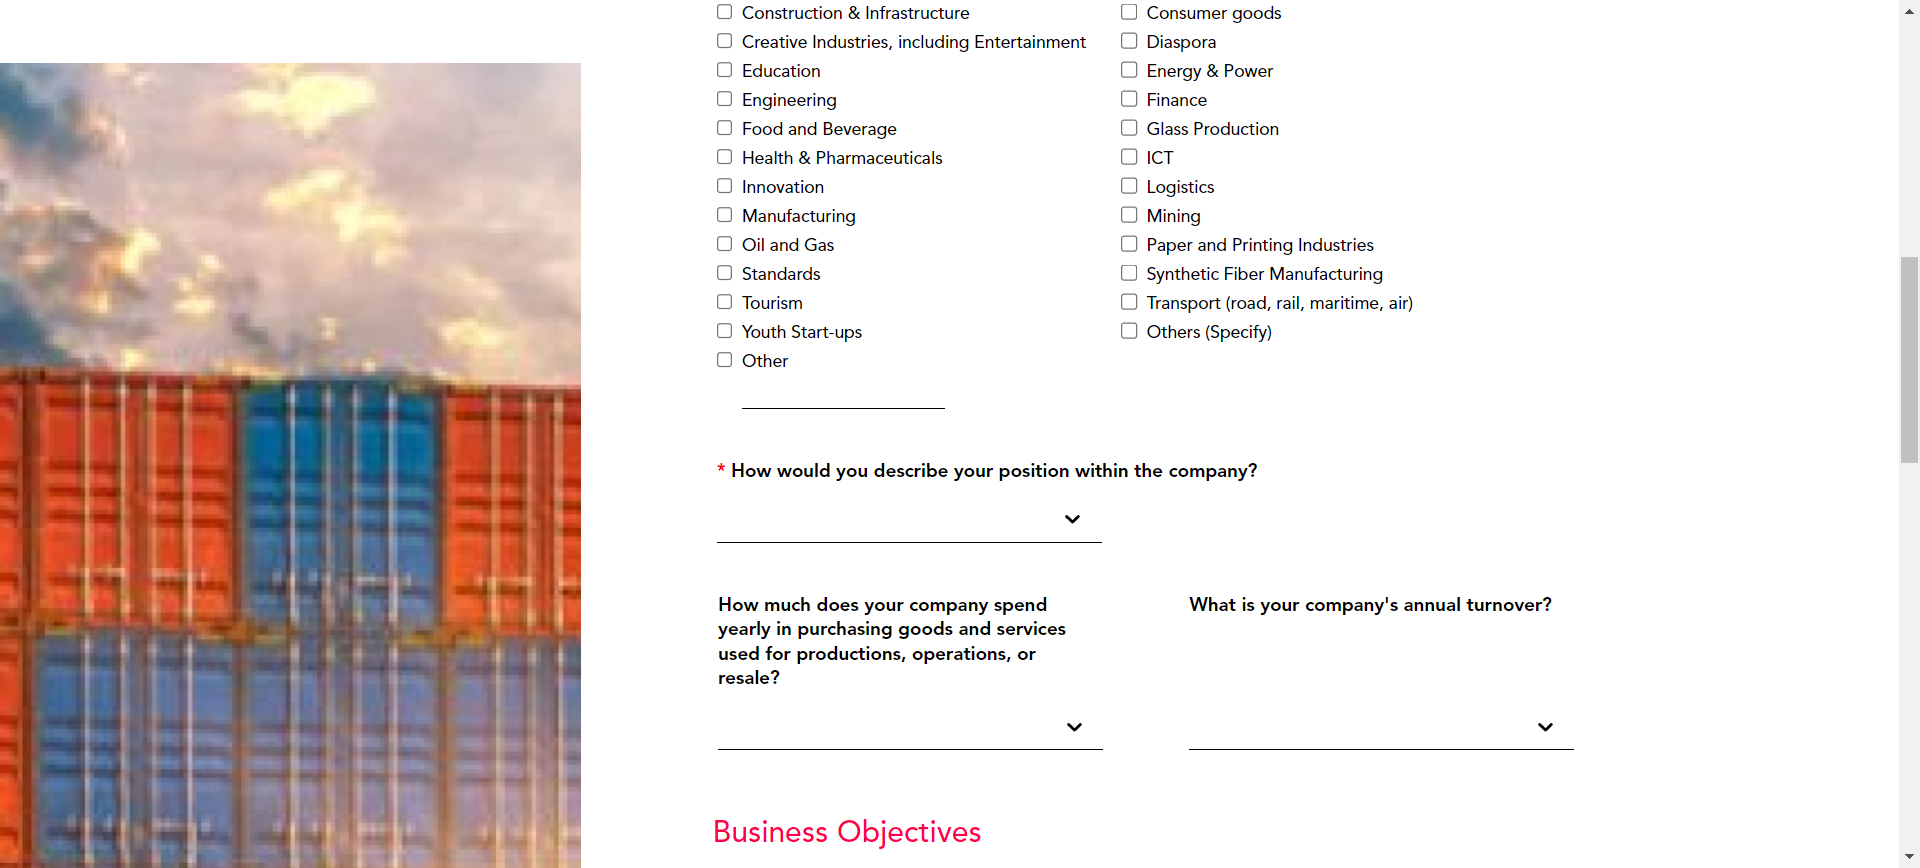 Construction & Infrastructure
Consumer goods
Creative Industries, including Entertainment
Diaspora
Education
Energy & Power
Engineering
Finance
Food and Beverage
Glass Production
Health & Pharmaceuticals
ICT
Innovation
Logistics
Manufacturing
Mining
Oil and Gas
Paper and Printing Industries
Standards
Synthetic Fiber Manufacturing
Tourism
Transport (road, rail, maritime, air)
Youth Start-ups
Others (Specify)
Other
* How would you describe your position within the company?
How much does your company spend
yearly in purchasing goods and services
used for productions, operations, or
resale?
What is your company's annual turnover?
Business Objectives